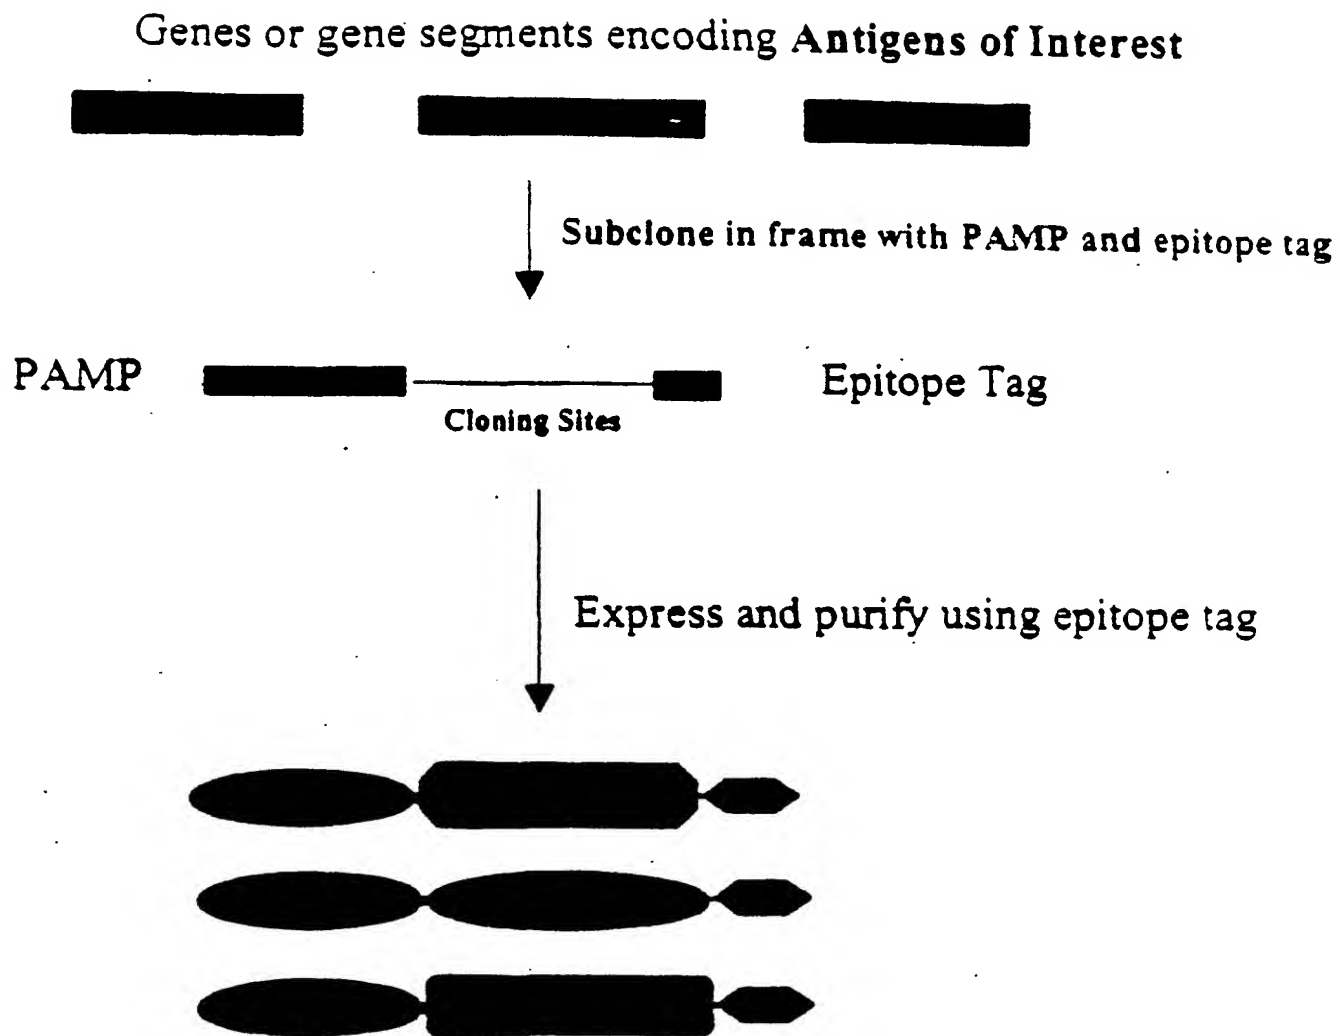 Genes or gene segments encoding Antigens of Interest
Subclone in frame with PAMP and epitope tag
PAMP
Epitope Tag
Cloning Sites
Express and purify using epitope tag